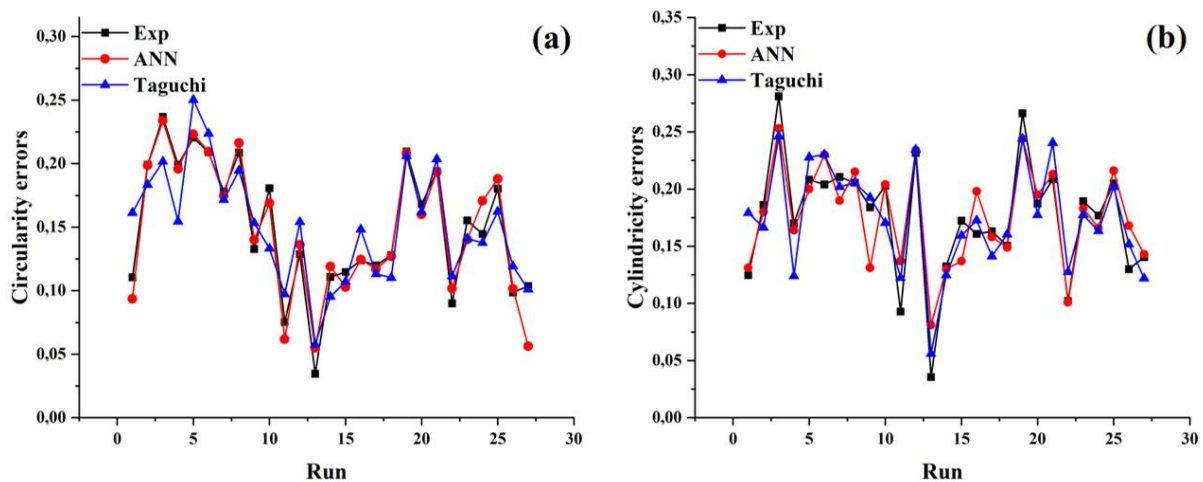 (a)
Exp
ANN
Taguchi
Circularity errors
0,30
0,25
0,20
0,15
0,10
0,05
0,00
0 5 10 15 20 25 30
Run
(b)
Exp
ANN
Taguchi
Cylindricity errors
0,35
0,30
0,25
0,20
0,15
0,10
0,05
0,00
0 5 10 15 20 25 30
Run